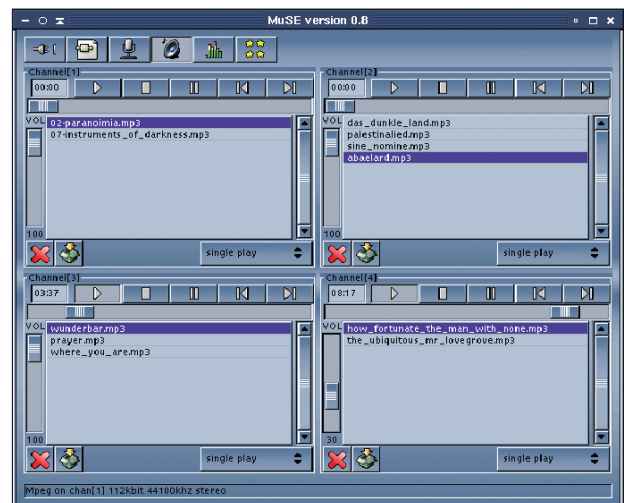 MuSE version 0.8
Channel[1]
00:00
VOL
02-paranoimia.mp3
07-instruments_of_darkness.mp3
100
single play
Channel[2]
00:00
VOL
das_dunkle_land.mp3
palestinalied.mp3
sine_nomine.mp3
abaelard.mp3
100
single play
Channel[3]
03:37
VOL
wunderbar.mp3
prayer.mp3
where_you_are.mp3
100
single play
Channel[4]
08:17
VOL
how_fortunate_the_man_with_none.mp3
the_ubiquitous_mr_lovegrove.mp3
30
single play
Mpeg on chan[1] 112kbit 44100khz stereo